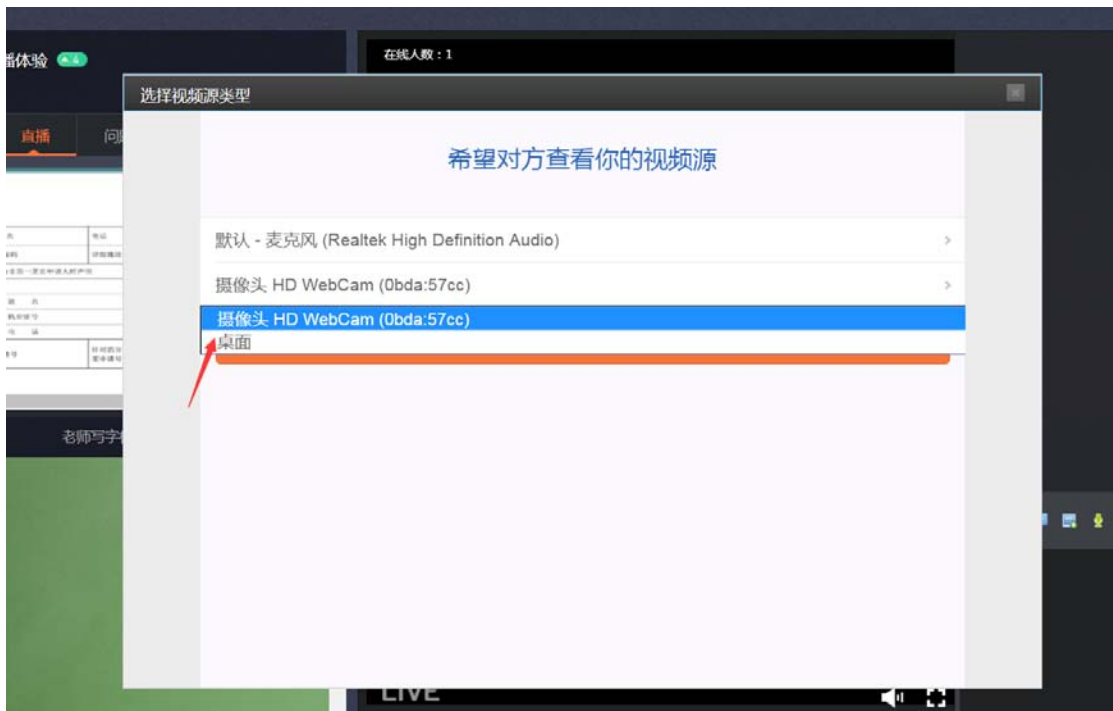 播体验
在线人数：1
选择视频源类型
直播
希望对方查看你的视频源
默认 - 麦克风 (Realtek High Definition Audio)
摄像头 HD WebCam (0bda:57cc)
摄像头 HD WebCam (0bda:57cc)
桌面
老师写字
LIVE